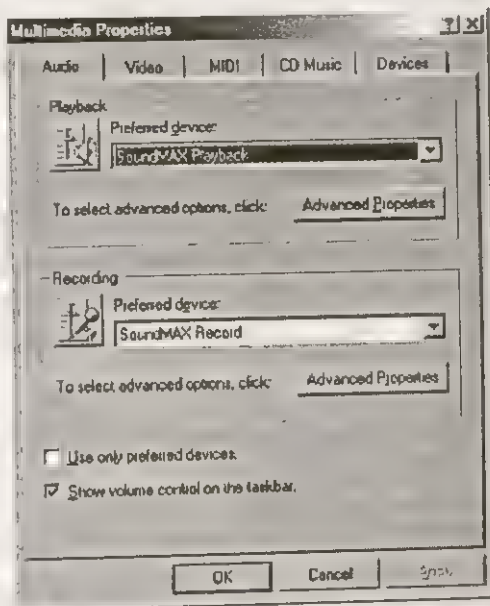 Multimedia Properties
Audio
Video
MIDI
CD Music
Devices
Playback
Preferred device:
SoundMAX Playback
To select advanced options, click:
Advanced Properties
Recording
Preferred device:
SoundMAX Record
To select advanced options, click:
Advanced Properties
Use only preferred devices.
Show volume control on the taskbar.
OK
Cancel
Apply